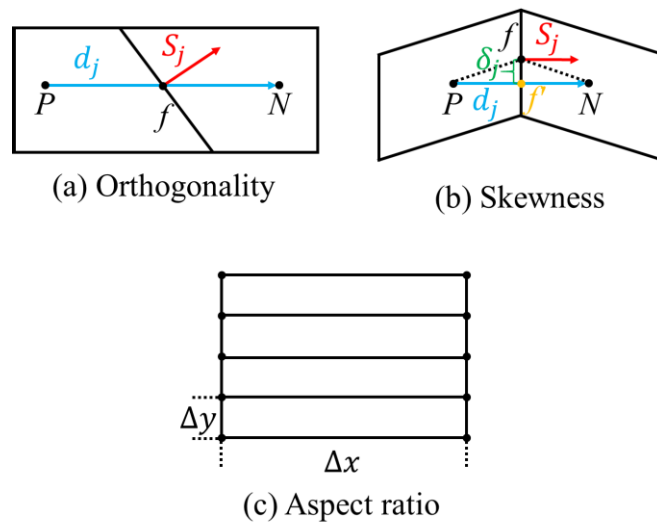 d_j
S_j
P
f
N
(a) Orthogonality
f
S_j
δ_j
P
d_j
f'
N
(b) Skewness
Δy
Δx
(c) Aspect ratio